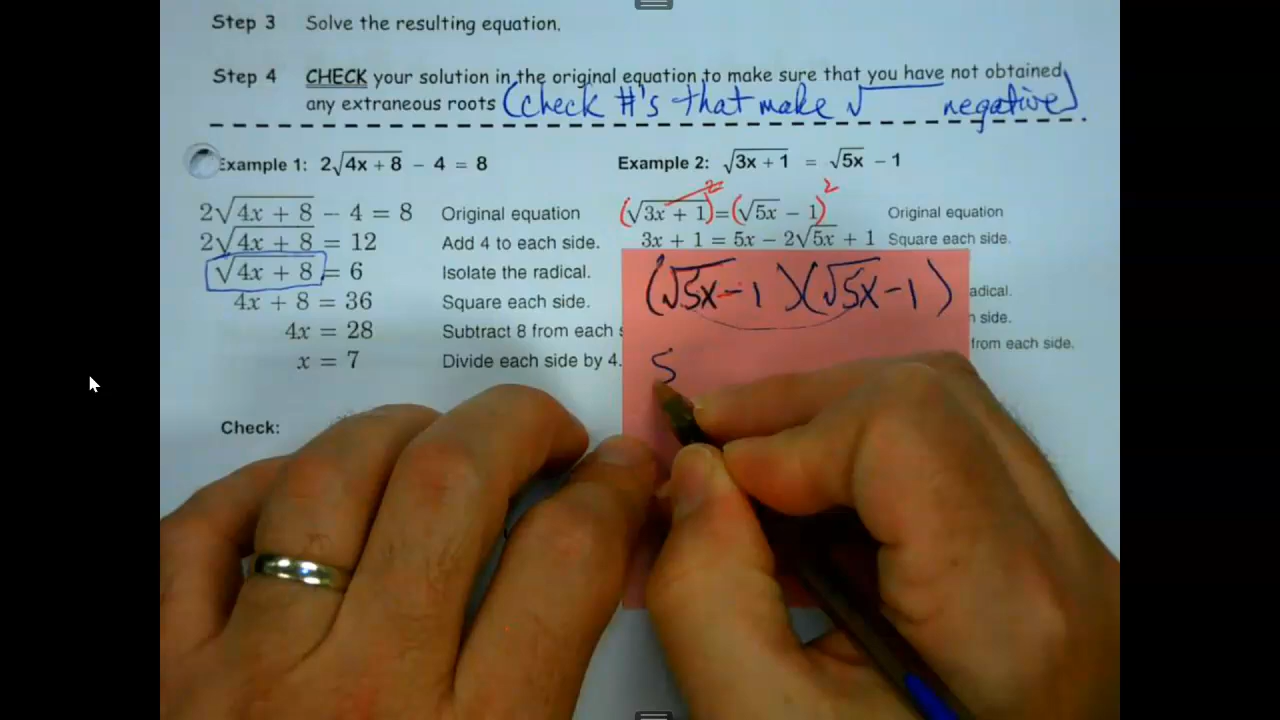 Step 3 Solve the resulting equation.
Step 4 CHECK your solution in the original equation to make sure that you have not obtained
any extraneous roots (check #'s that make √ negative).
Example 1: 2√4x + 8 − 4 = 8
2√4x + 8 − 4 = 8 Original equation
2√4x + 8 = 12 Add 4 to each side.
√4x + 8 = 6 Isolate the radical.
4x + 8 = 36 Square each side.
4x = 28 Subtract 8 from each s
x = 7 Divide each side by 4.
Check:
Example 2: √3x + 1 = √5x − 1
(√3x + 1)² = (√5x − 1)² Original equation
3x + 1 = 5x − 2√5x + 1 Square each side.
adical.
side.
from each side.
(√5x − 1)(√5x − 1)
5